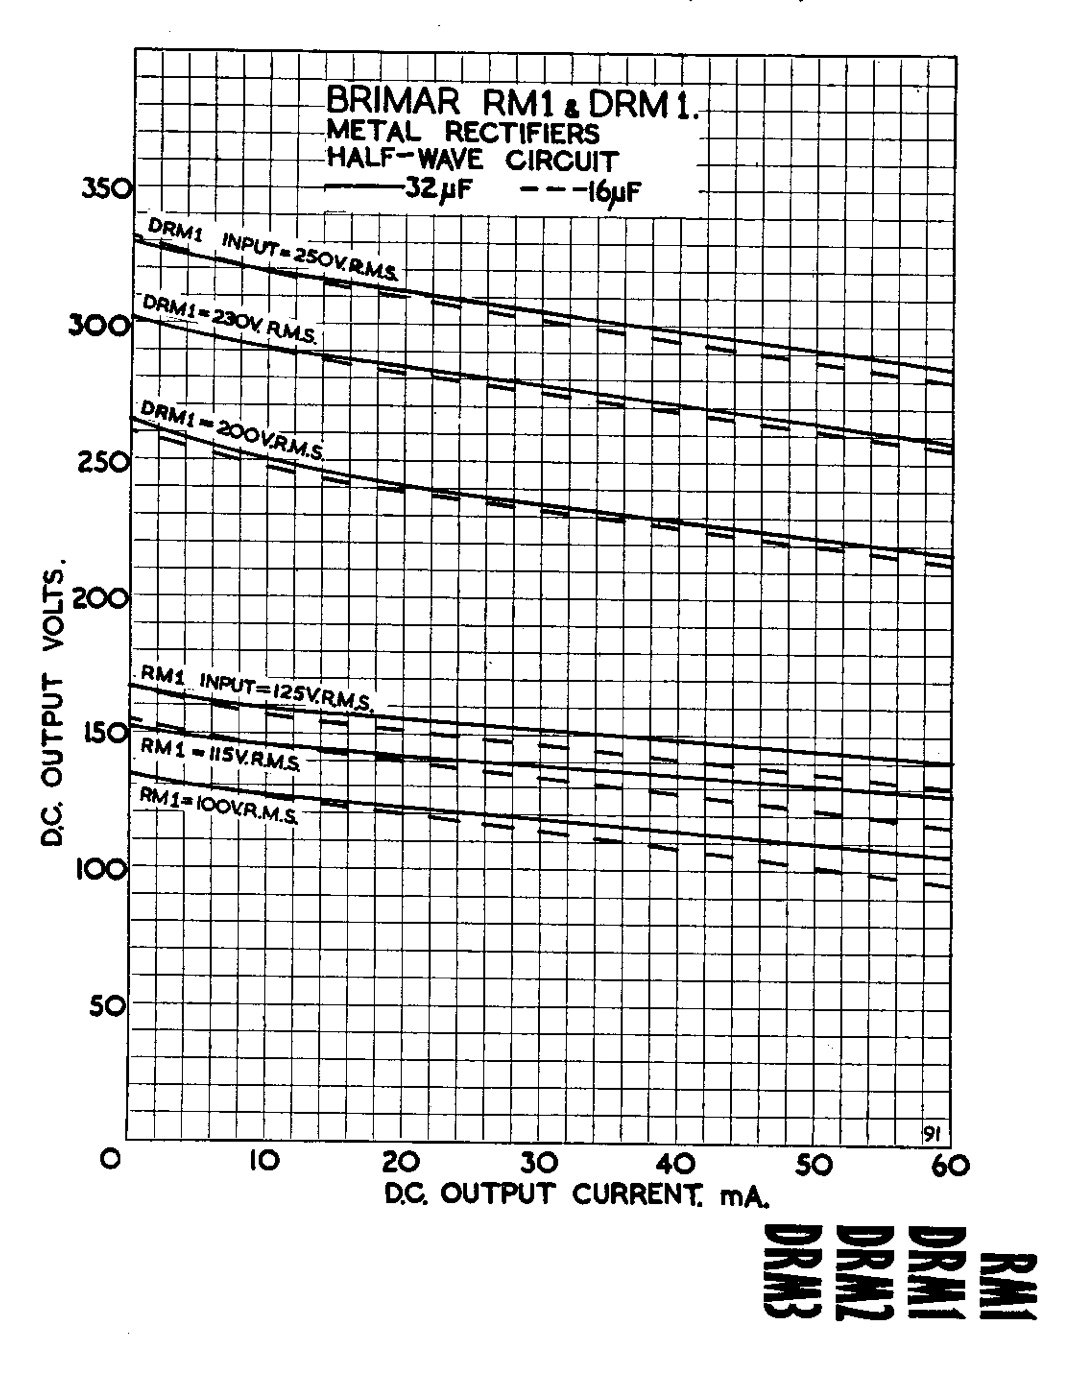 BRIMAR RM1 & DRM1.
METAL RECTIFIERS
HALF-WAVE CIRCUIT
32µF 16µF
350
DRM1 INPUT=250V.R.M.S.
DRM1=230V. R.M.S.
300
DRM1=200V.R.M.S.
250
200
RM1 INPUT=125V.R.M.S.
150
RM1=115V.R.M.S.
RM1=100V.R.M.S.
100
50
D.C. OUTPUT VOLTS.
91
0 10 20 30 40 50 60
D.C. OUTPUT CURRENT. mA.
RM1
DRM1
DRM2
DRM3